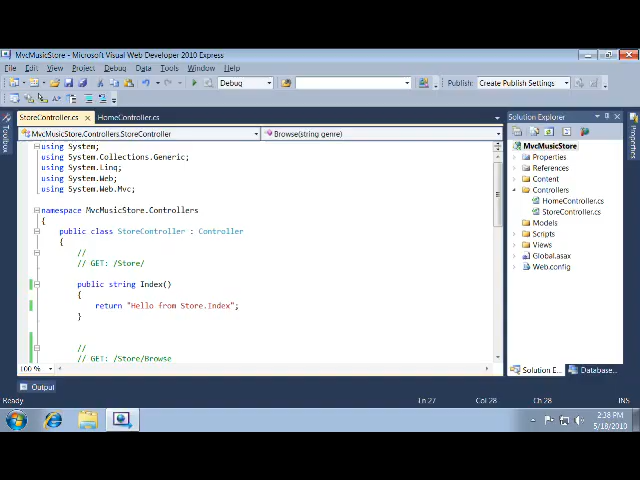 MvcMusicStore - Microsoft Visual Web Developer 2010 Express
File Edit View Project Debug Data Tools Window Help
Debug
Publish: Create Publish Settings
StoreController.cs HomeController.cs
MvcMusicStore.Controllers.StoreController Browse(string genre)
using System;
using System.Collections.Generic;
using System.Linq;
using System.Web;
using System.Web.Mvc;
namespace MvcMusicStore.Controllers
{
public class StoreController : Controller
{
//
// GET: /Store/
public string Index()
{
return "Hello from Store.Index";
}
//
// GET: /Store/Browse
100 %
Toolbox
Solution Explorer
MvcMusicStore
Properties
References
Content
Controllers
HomeController.cs
StoreController.cs
Models
Scripts
Views
Global.asax
Web.config
Solution E... Database...
Properties
Output
Ready Ln 27 Col 28 Ch 28 INS
2:38 PM
5/18/2010